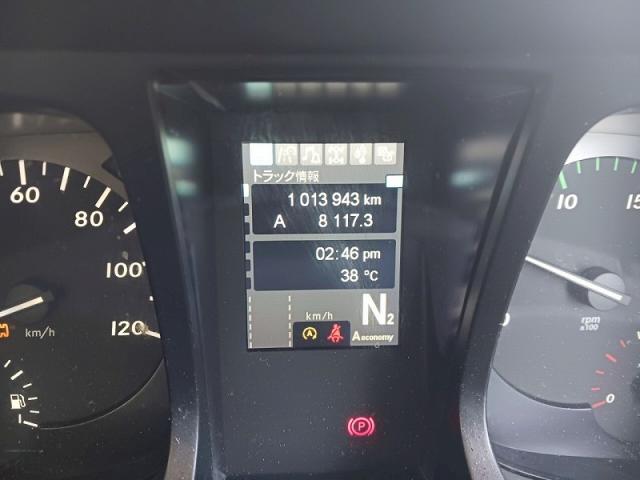 トラック情報
1 013 943 km
A 8 117.3
02:46 pm
38 °C
km/h
N2
A economy
60
80
100
120
km/h
10
15
rpm
x100
0
P